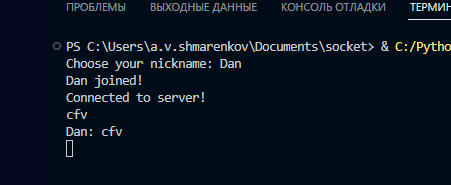 ПРОБЛЕМЫ ВЫХОДНЫЕ ДАННЫЕ КОНСОЛЬ ОТЛАДКИ
PS C:\Users\a.v.shmarenkov\Documents\socket> & C:/Pytho
Choose your nickname: Dan
Dan joined!
Connected to server!
cfv
Dan: cfv